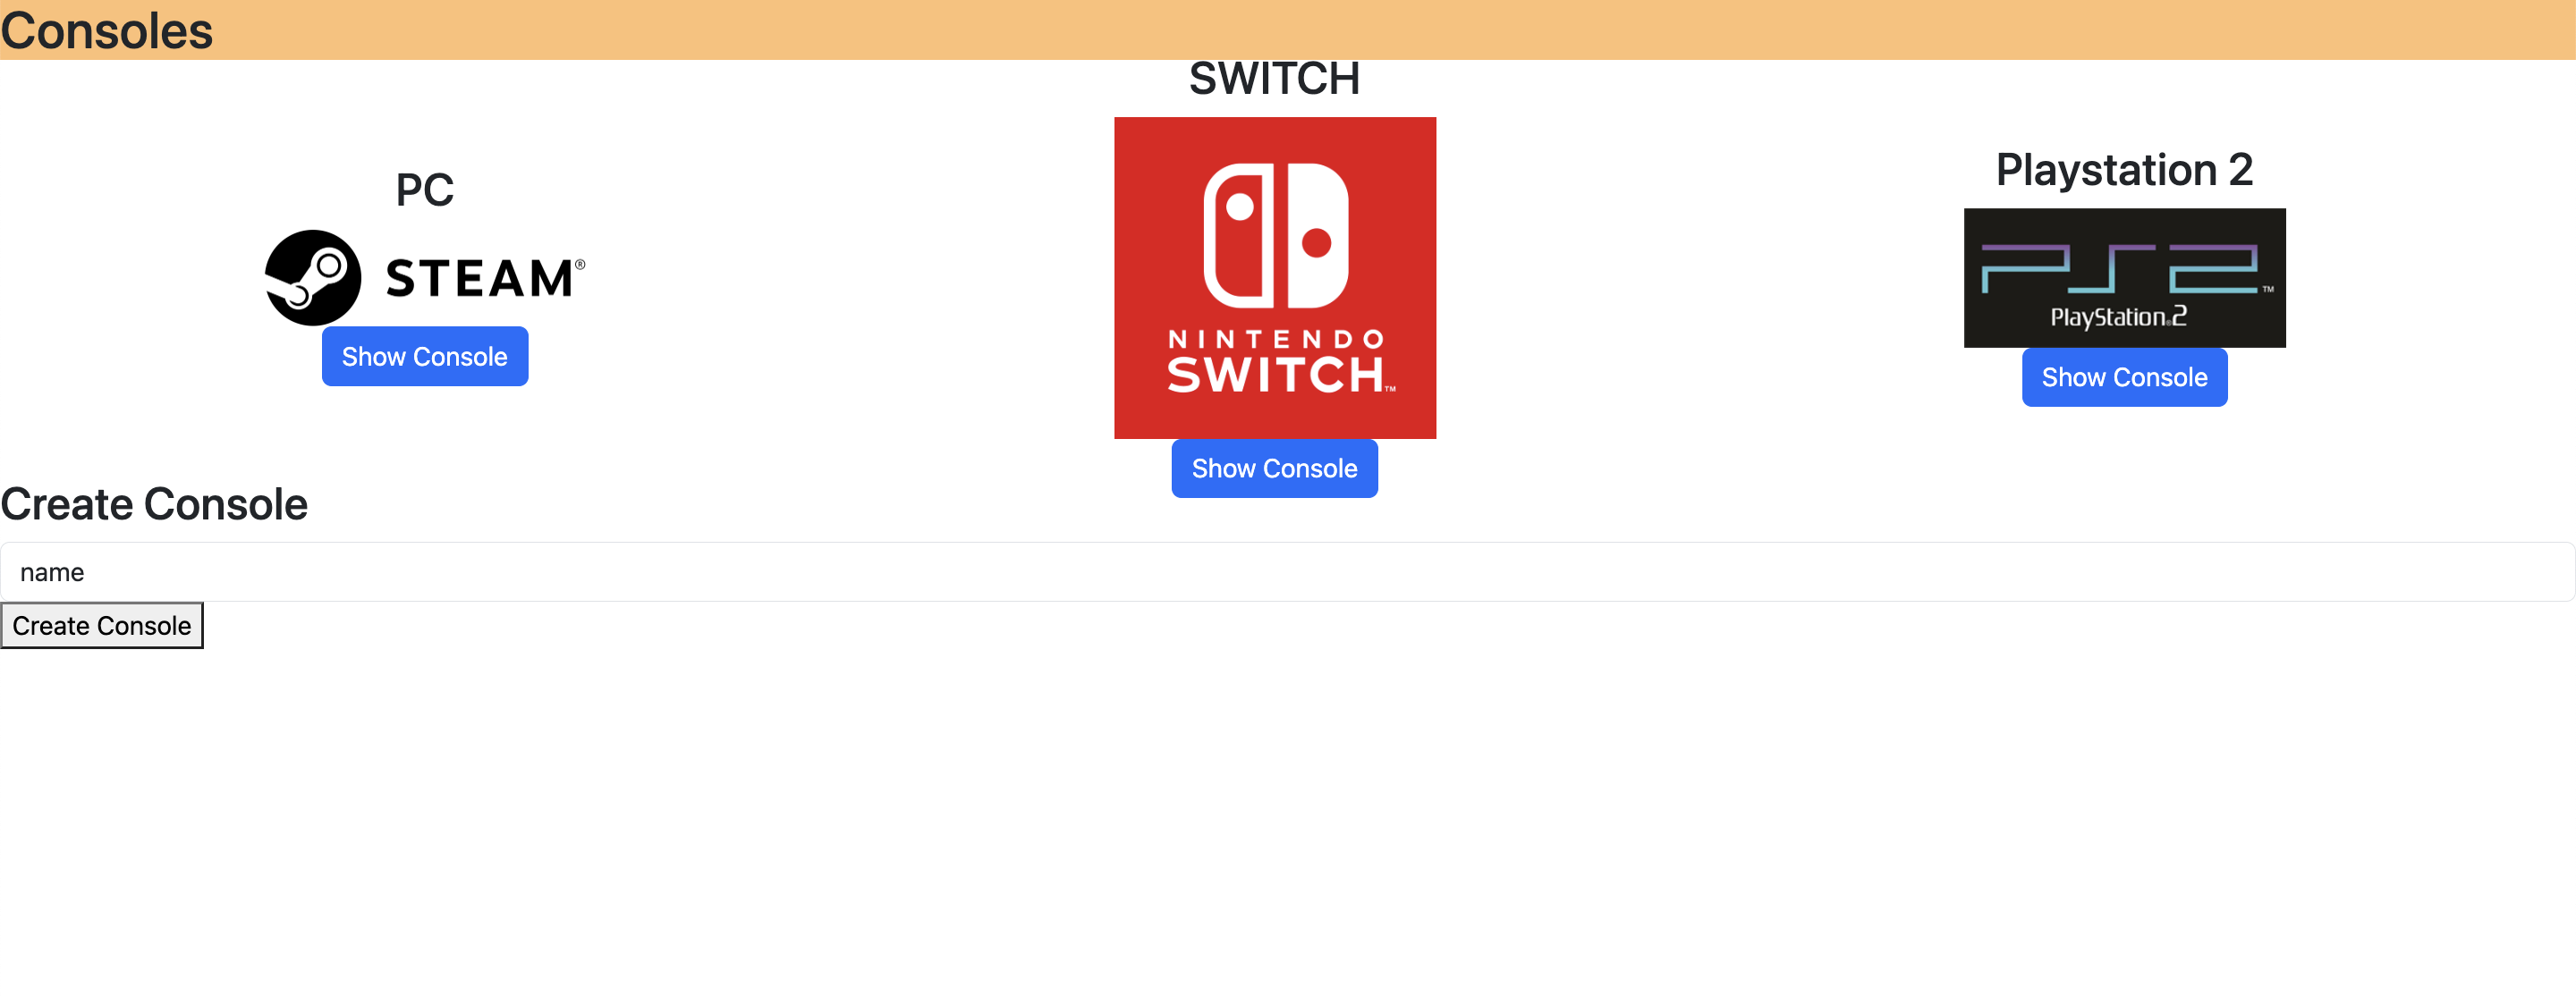 Consoles
PC
STEAM®
Show Console
SWITCH
NINTENDO
SWITCH™
Show Console
Playstation 2
PS2™
PlayStation®2
Show Console
Create Console
name
Create Console